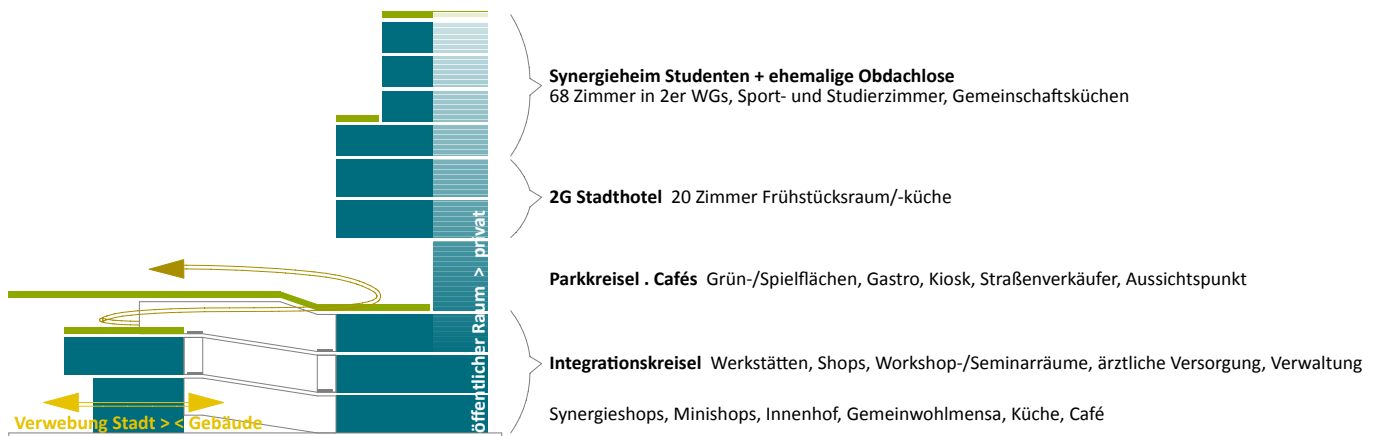 Synergieheim Studenten + ehemalige Obdachlose
68 Zimmer in 2er WGs, Sport- und Studierzimmer, Gemeinschaftsküchen
2G Stadthotel 20 Zimmer Frühstücksraum/-küche
Parkkreisel . Cafés Grün-/Spielflächen, Gastro, Kiosk, Straßenverkäufer, Aussichtspunkt
Integrationskreisel Werkstätten, Shops, Workshop-/Seminarräume, ärztliche Versorgung, Verwaltung
Synergieshops, Minishops, Innenhof, Gemeinwohlmensa, Küche, Café
öffentlicher Raum > privat
Verwebung Stadt > < Gebäude